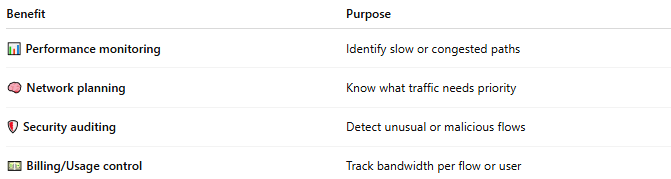 Benefit Purpose
📊 Performance monitoring Identify slow or congested paths
🧠 Network planning Know what traffic needs priority
🛡️ Security auditing Detect unusual or malicious flows
💵 Billing/Usage control Track bandwidth per flow or user